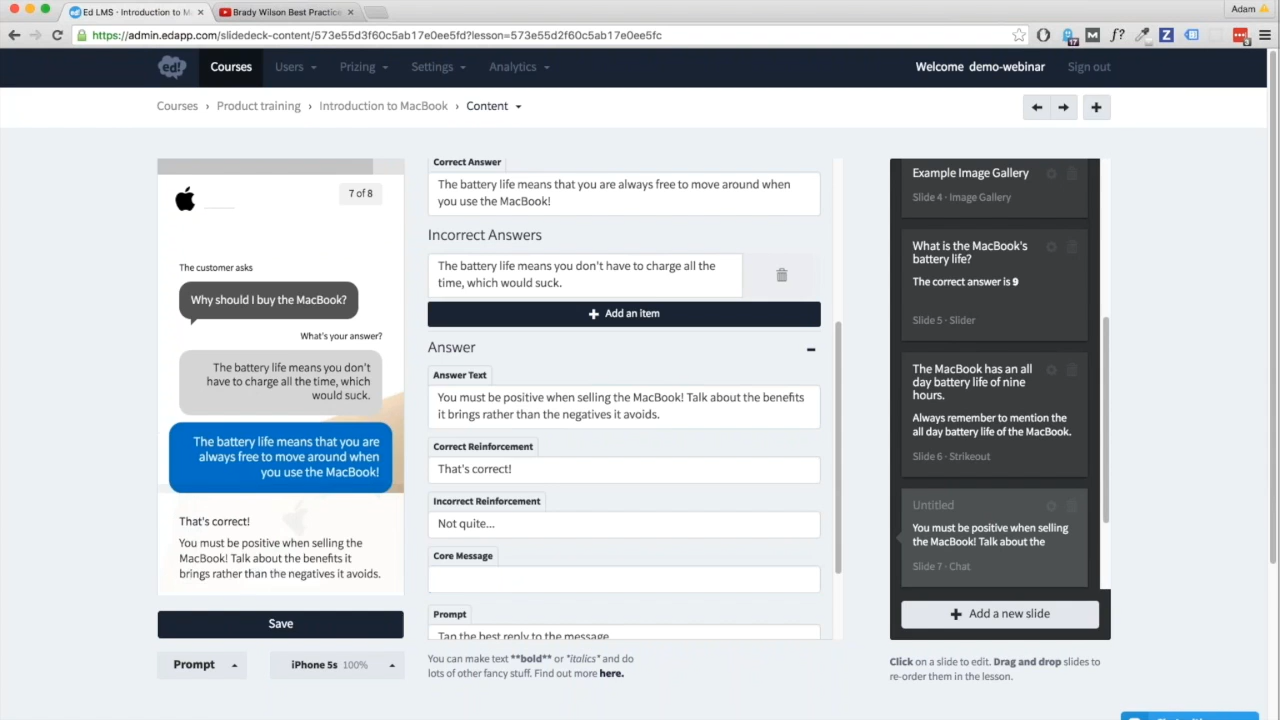 Ed LMS - Introduction to M
Brady Wilson Best Practice
Adam
https://admin.edapp.com/slidedeck-content/573e55d3f60c5ab17e0ee5fd?lesson=573e55d2f60c5ab17e0ee5fc
f?
M
Z
17
ed!
Courses
Users
Prizing
Settings
Analytics
Welcome demo-webinar
Sign out
Courses › Product training › Introduction to MacBook › Content
7 of 8
The customer asks
Why should I buy the MacBook?
What's your answer?
The battery life means you don't
have to charge all the time, which
would suck.
The battery life means that you are
always free to move around when
you use the MacBook!
That's correct!
You must be positive when selling the
MacBook! Talk about the benefits it
brings rather than the negatives it avoids.
Save
Prompt
iPhone 5s 100%
Correct Answer
The battery life means that you are always free to move around when
you use the MacBook!
Incorrect Answers
The battery life means you don't have to charge all the
time, which would suck.
Add an item
Answer
Answer Text
You must be positive when selling the MacBook! Talk about the benefits
it brings rather than the negatives it avoids.
Correct Reinforcement
That's correct!
Incorrect Reinforcement
Not quite...
Core Message
Prompt
Tap the best reply to the message
You can make text **bold** or *italics* and do
lots of other fancy stuff. Find out more here.
Example Image Gallery
Slide 4 · Image Gallery
What is the MacBook's
battery life?
The correct answer is 9
Slide 5 · Slider
The MacBook has an all
day battery life of nine
hours.
Always remember to mention the
all day battery life of the MacBook.
Slide 6 · Strikeout
Untitled
You must be positive when selling
the MacBook! Talk about the
Slide 7 · Chat
Add a new slide
Click on a slide to edit. Drag and drop slides to
re-order them in the lesson.